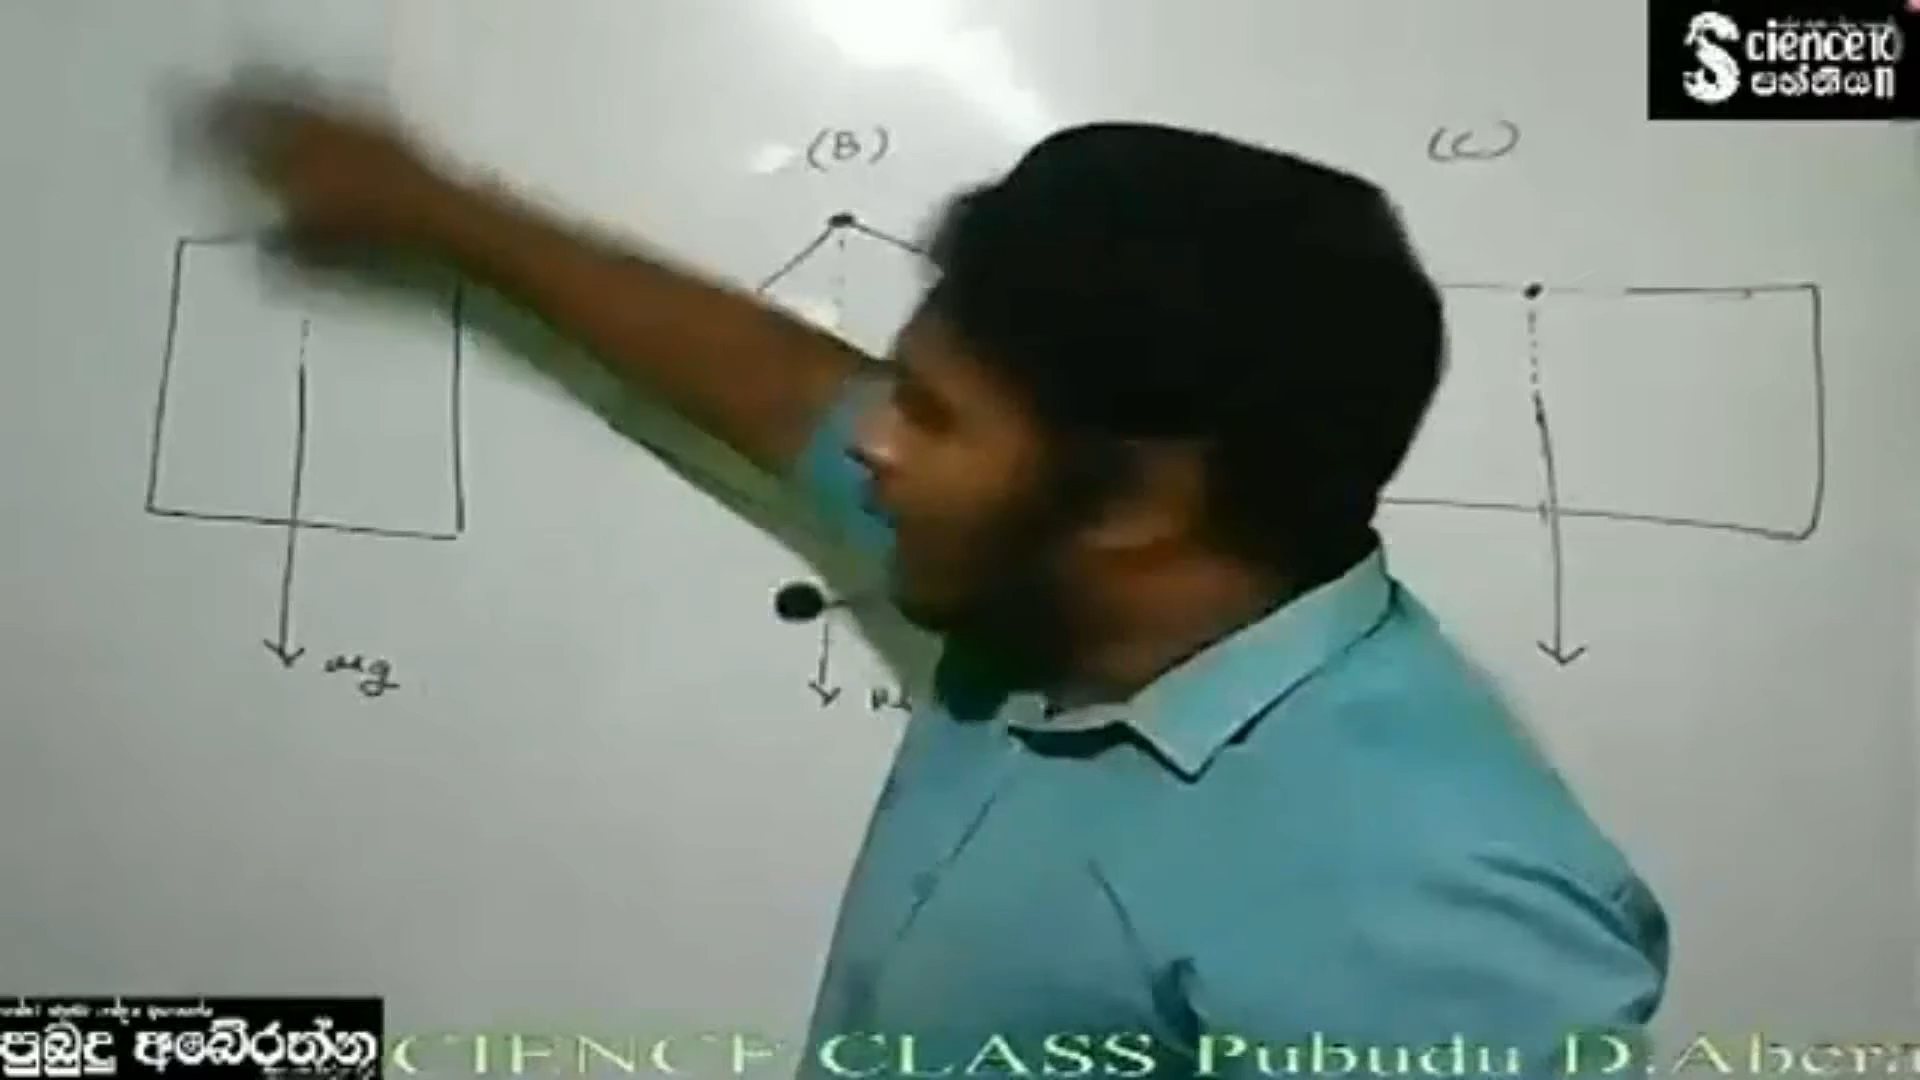 Science 10
පන්තිය 11
(B)
(C)
mg
පුබුදු අබේරත්න
CIENCE CLASS Pubudu D.Abera